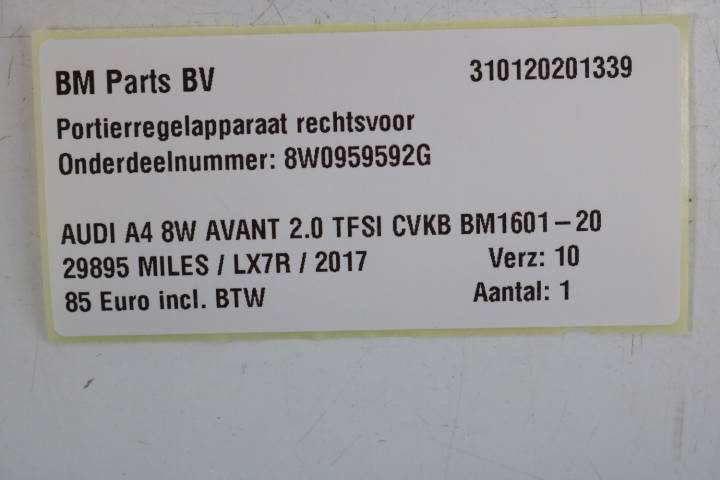 BM Parts BV 310120201339
Portierregelapparaat rechtsvoor
Onderdeelnummer: 8W0959592G
AUDI A4 8W AVANT 2.0 TFSI CVKB BM1601-20
29895 MILES / LX7R / 2017 Verz: 10
85 Euro incl. BTW Aantal: 1